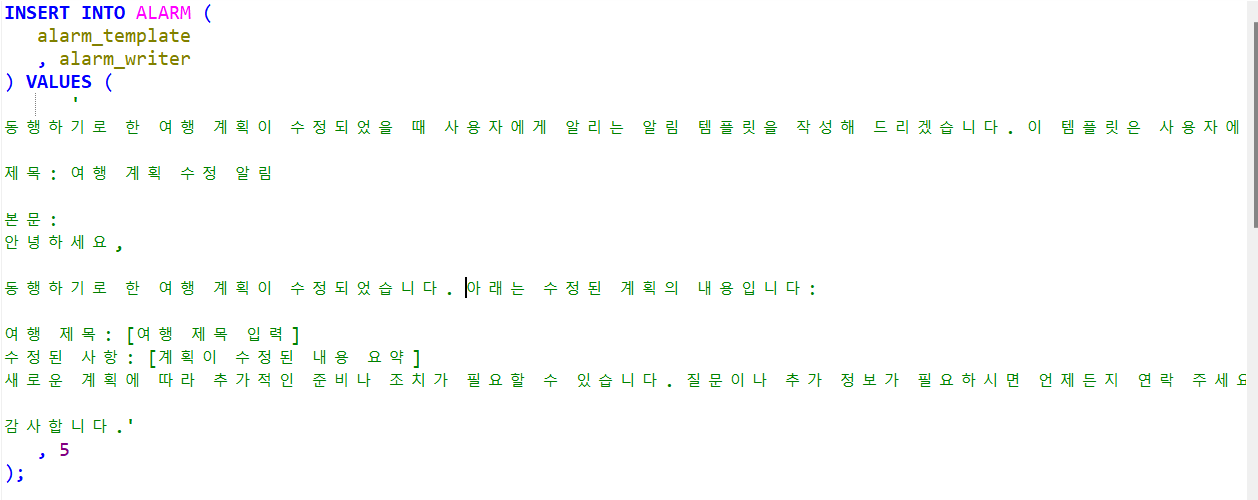 INSERT INTO ALARM (
alarm_template
, alarm_writer
) VALUES (
'
동행하기로 한 여행 계획이 수정되었을 때 사용자에게 알리는 알림 템플릿을 작성해 드리겠습니다. 이 템플릿은 사용자에
제목: 여행 계획 수정 알림
본문:
안녕하세요,
동행하기로 한 여행 계획이 수정되었습니다. 아래는 수정된 계획의 내용입니다:
여행 제목: [여행 제목 입력]
수정된 사항: [계획이 수정된 내용 요약]
새로운 계획에 따라 추가적인 준비나 조치가 필요할 수 있습니다. 질문이나 추가 정보가 필요하시면 언제든지 연락 주세요
감사합니다.'
, 5
);